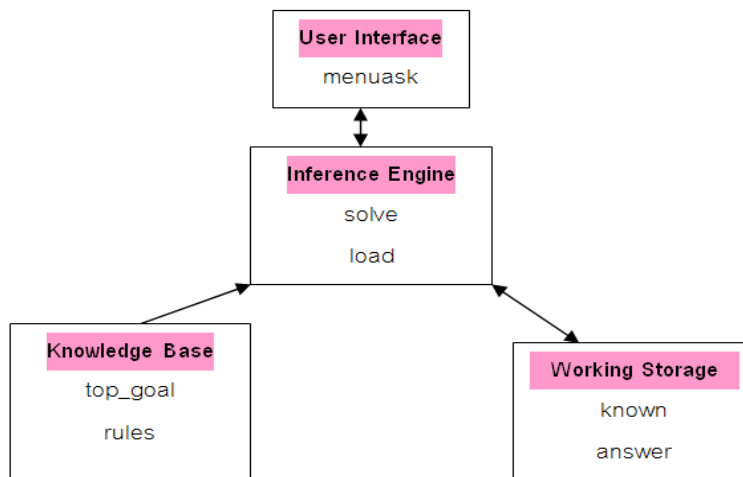 User Interface
menuask
Inference Engine
solve
load
Knowledge Base
top_goal
rules
Working Storage
known
answer